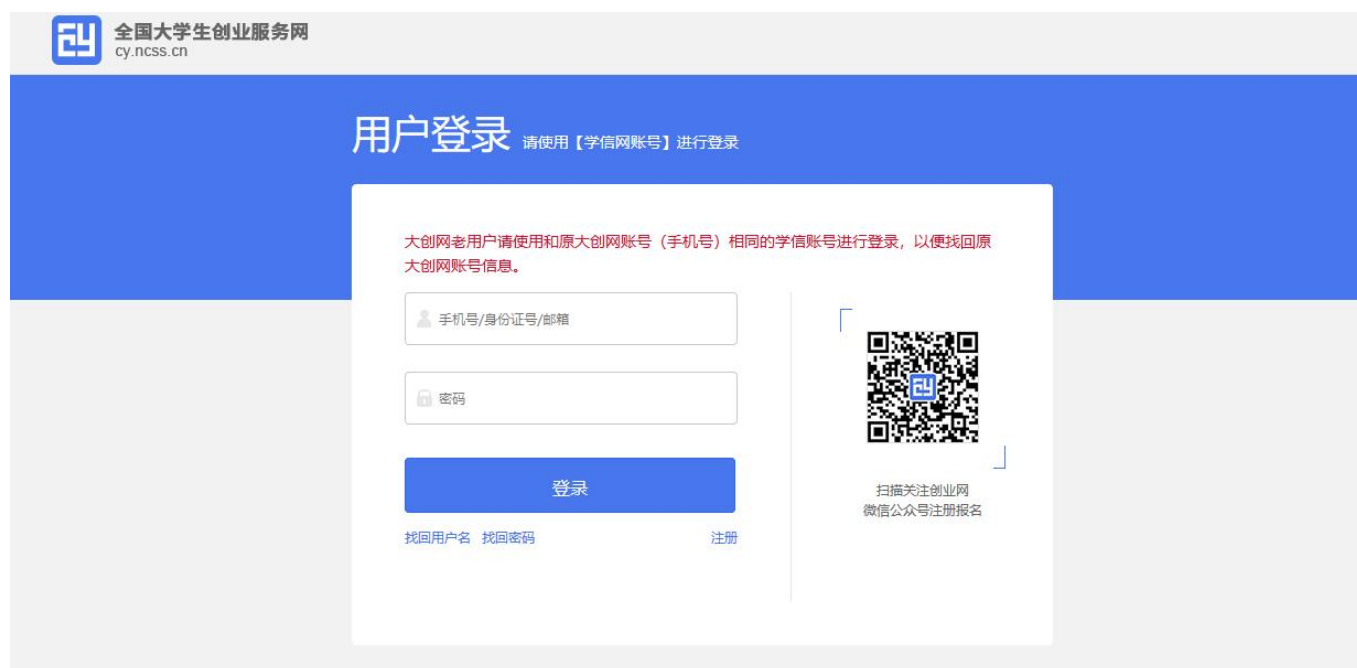 全国大学生创业服务网
cy.ncss.cn
用户登录 请使用【学信网账号】进行登录
大创网老用户请使用和原大创网账号（手机号）相同的学信账号进行登录，以便找回原
大创网账号信息。
手机号/身份证号/邮箱
密码
登录
找回用户名 找回密码 注册
扫描关注创业网
微信公众号注册报名